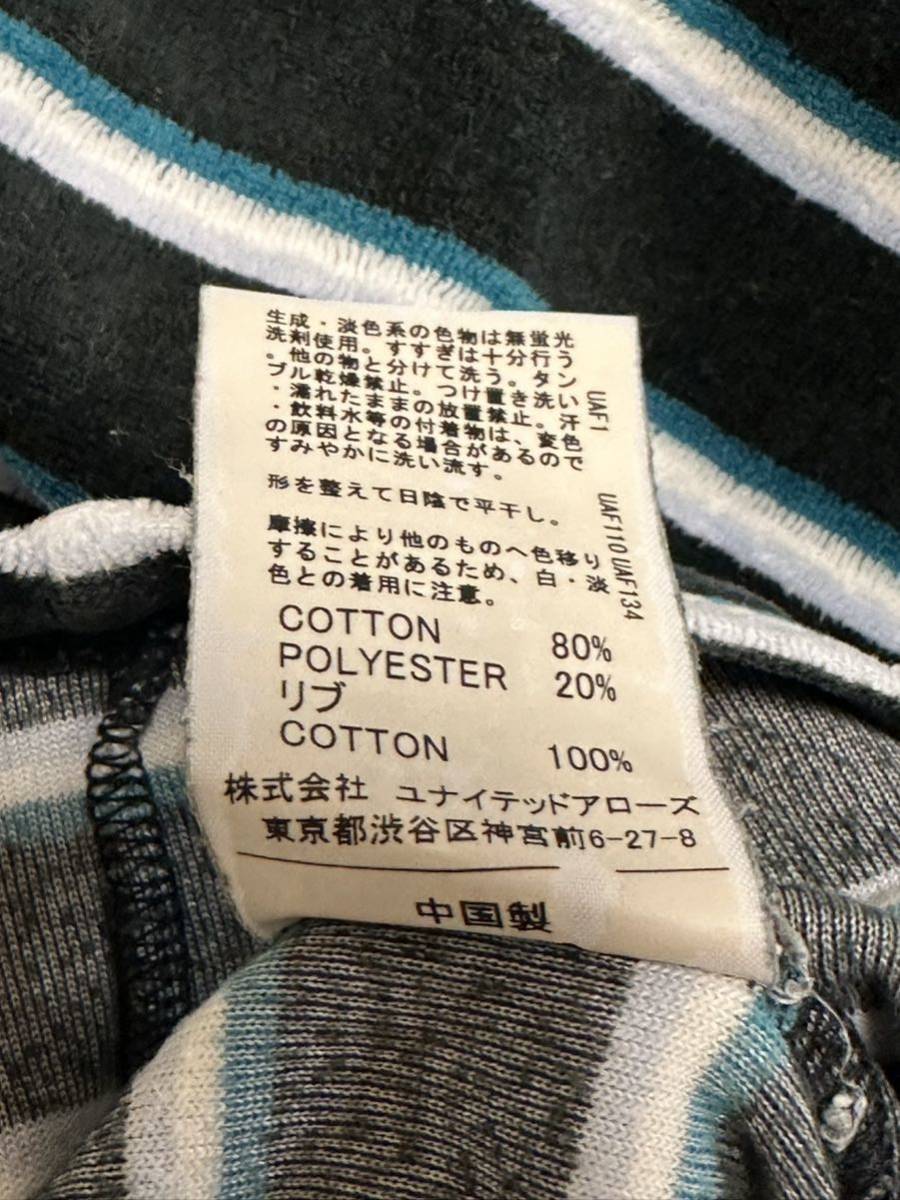 生成・淡色系の色物は無蛍光
洗剤使用。すすぎは十分行う
。他の物と分けて洗う。タン
ブル乾燥禁止。つけ置き洗い
・濡れたままの放置禁止。汗
・飲料水等の付着物は、変色
の原因となる場合があるので
すみやかに洗い流す。
形を整えて日陰で平干し。
摩擦により他のものへ色移り
することがあるため、白・淡
色との着用に注意。
COTTON 80%
POLYESTER 20%
リブ
COTTON 100%
株式会社 ユナイテッドアローズ
東京都渋谷区神宮前6-27-8
中国製
UAF1
UAF110 UAF134